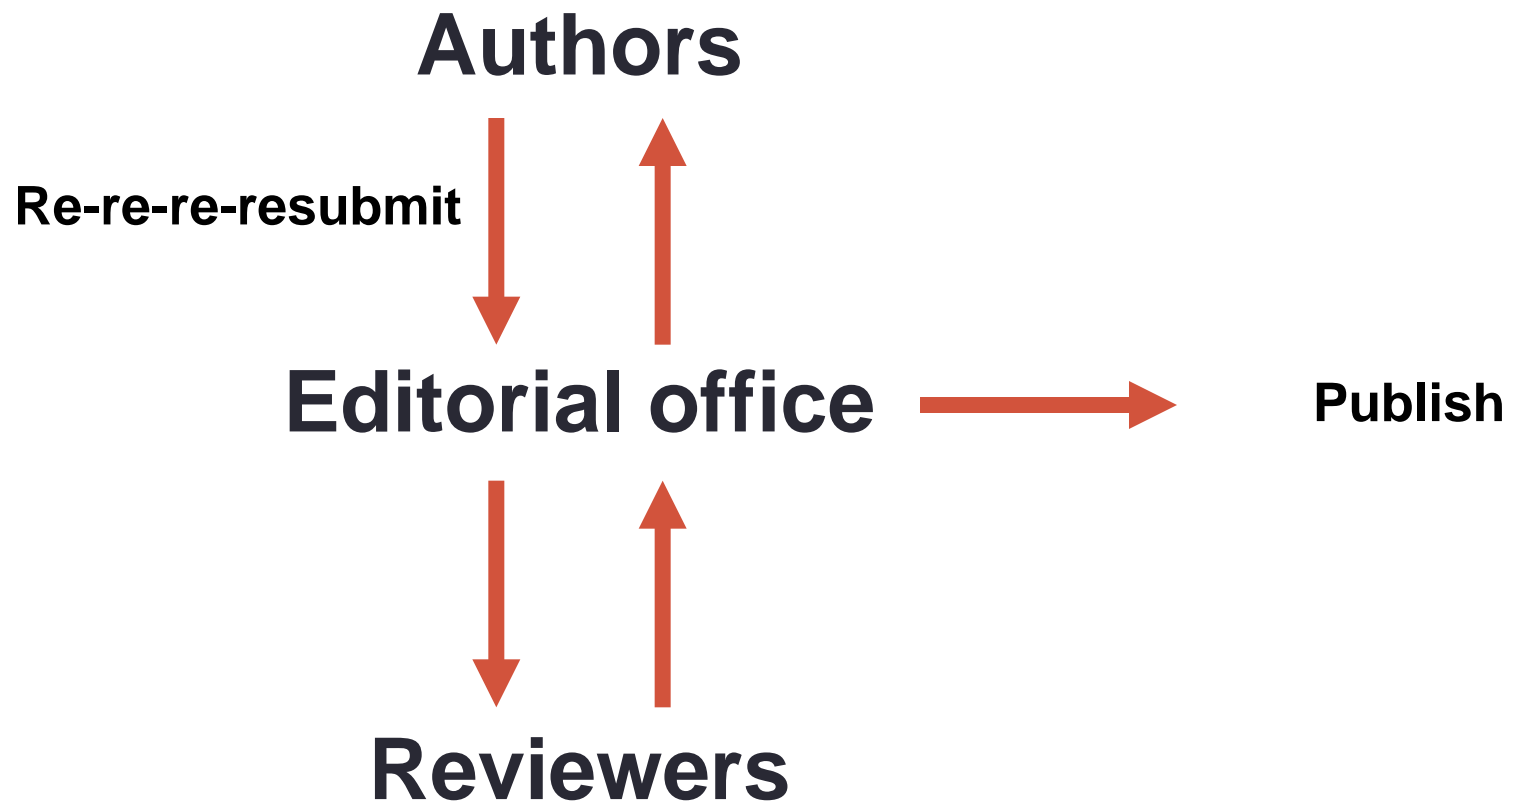 Authors
Re-re-re-resubmit
Editorial office
Publish
Reviewers